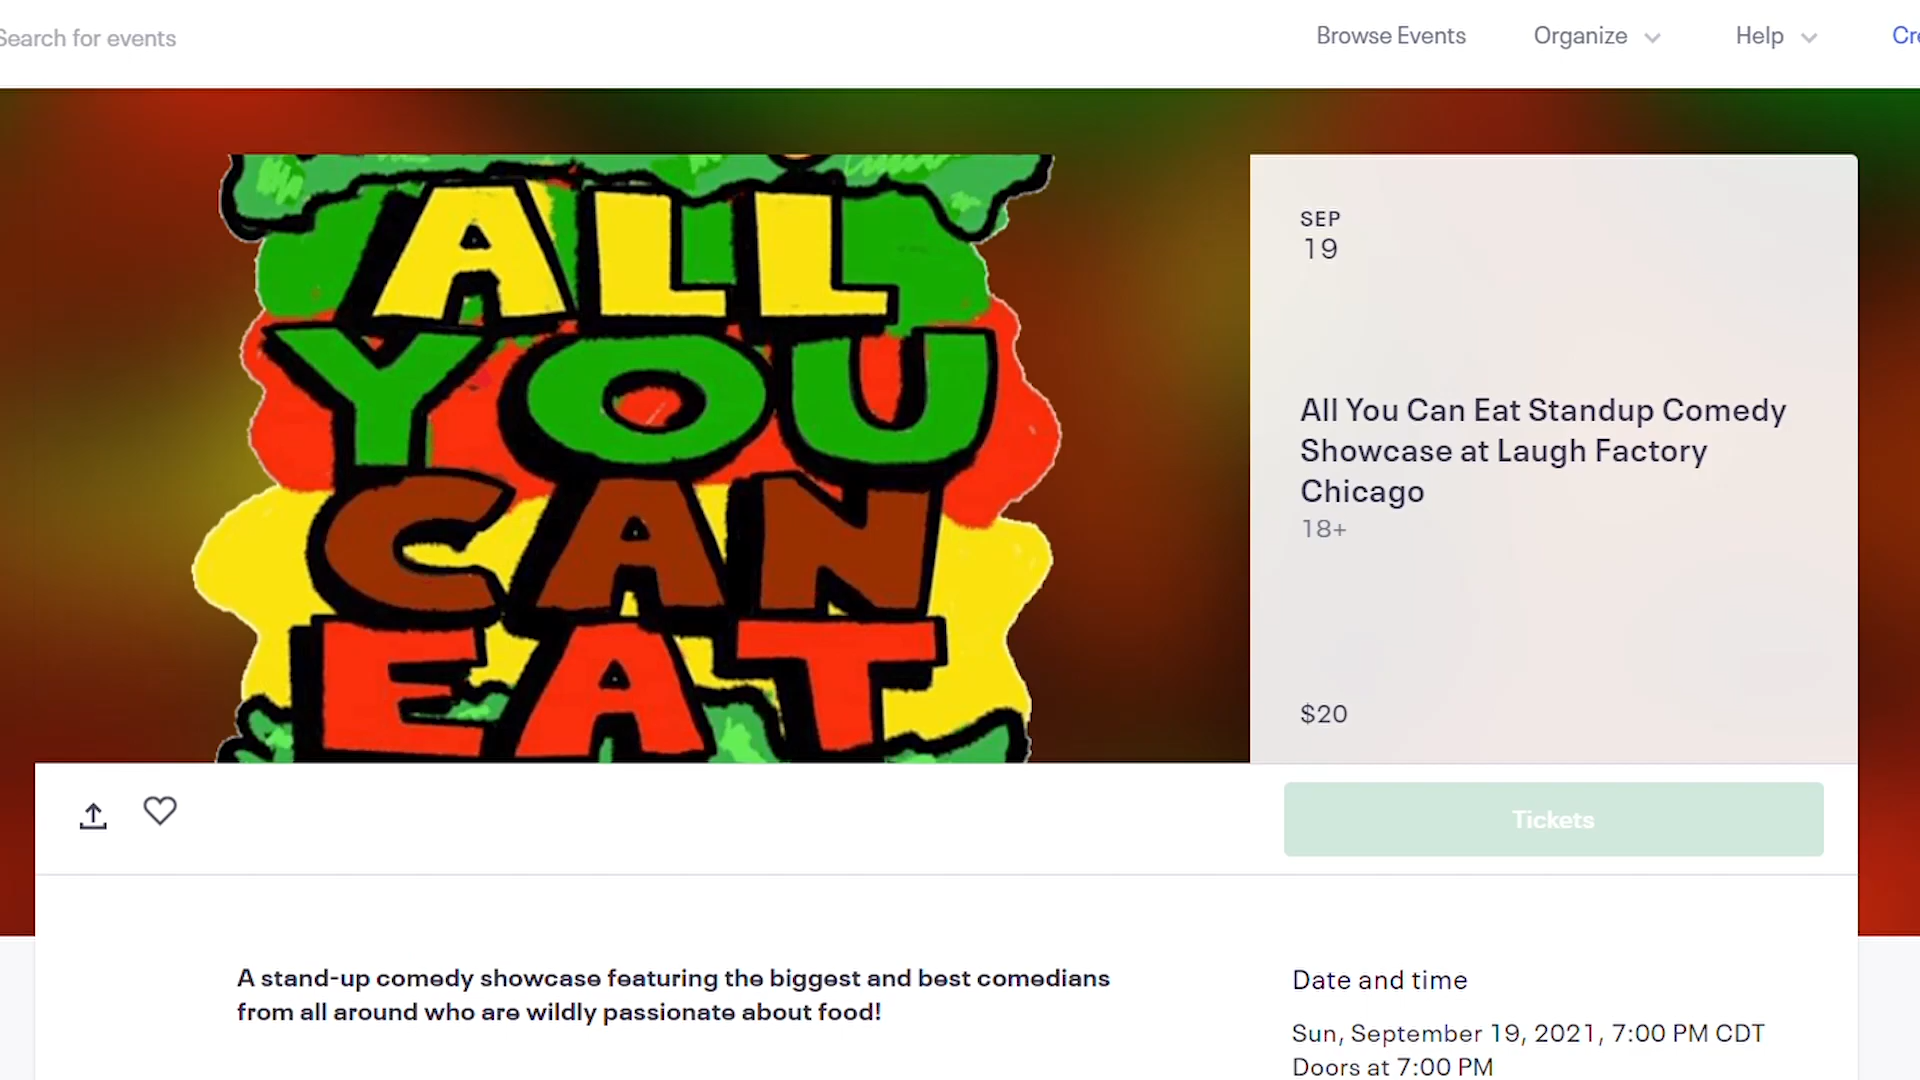 Search for events
Browse Events
Organize
Help
ALL
YOU
CAN
EAT
SEP
19
All You Can Eat Standup Comedy
Showcase at Laugh Factory
Chicago
18+
$20
Tickets
A stand-up comedy showcase featuring the biggest and best comedians
from all around who are wildly passionate about food!
Date and time
Sun, September 19, 2021, 7:00 PM CDT
Doors at 7:00 PM